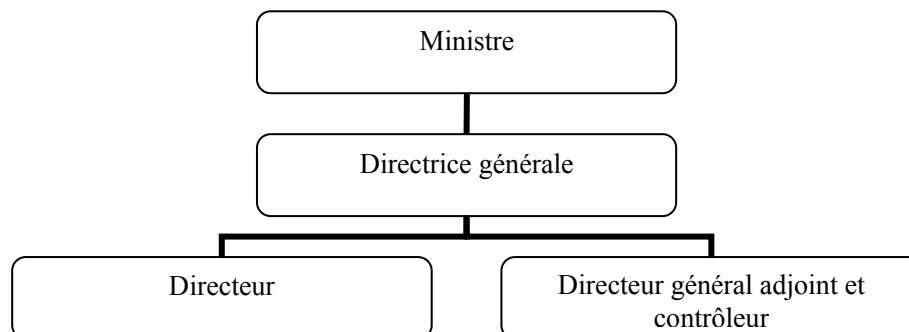 Ministre
Directrice générale
Directeur
Directeur général adjoint et
contrôleur